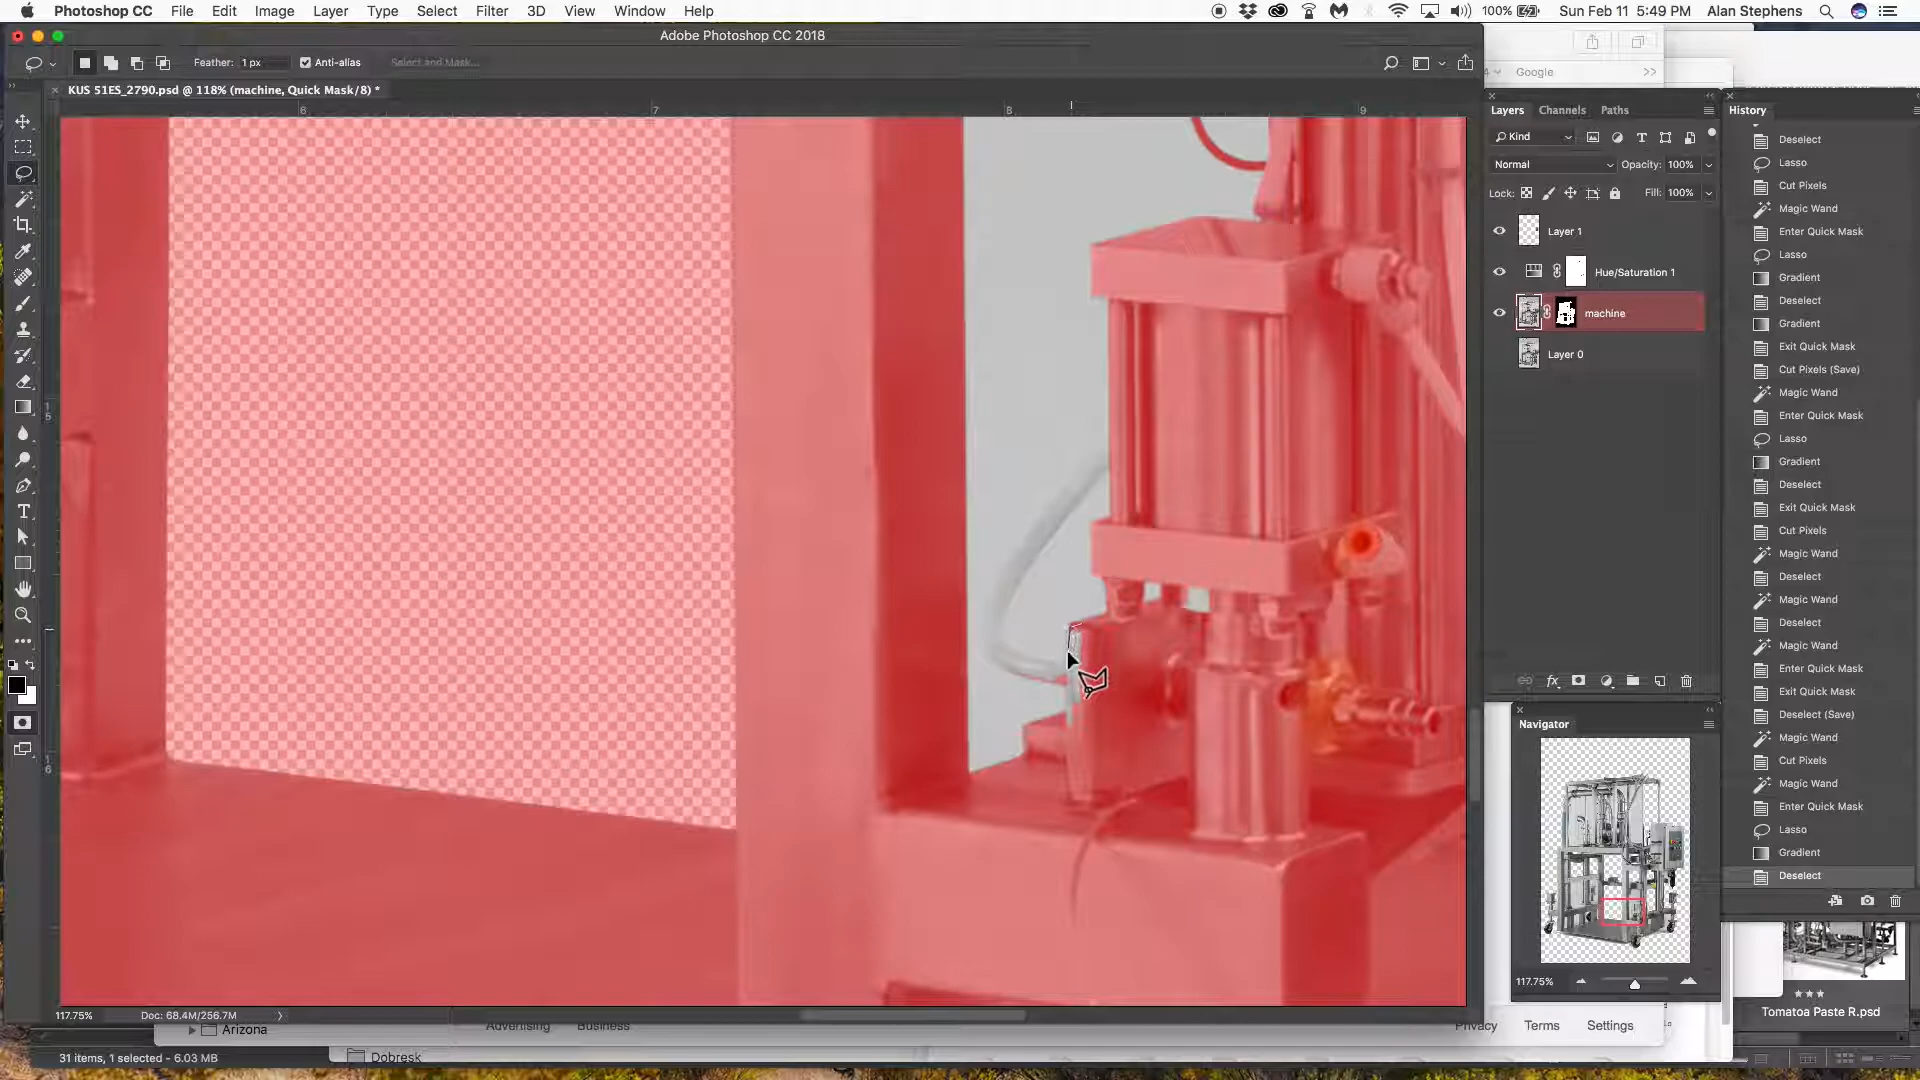 Photoshop CC File Edit Image Layer Type Select Filter 3D View Window Help 100% Sun Feb 11 5:49 PM Alan Stephens
Adobe Photoshop CC 2018
Feather: 1 px Anti-alias Select and Mask...
Google
KUS 51ES_2790.psd @ 118% (machine, Quick Mask/8) *
6 7 8 9
Layers Channels Paths
Kind
Normal Opacity: 100%
Lock: Fill: 100%
Layer 1
Hue/Saturation 1
machine
Layer 0
Navigator
117.75%
History
Deselect
Lasso
Cut Pixels
Magic Wand
Enter Quick Mask
Lasso
Gradient
Deselect
Gradient
Exit Quick Mask
Cut Pixels (Save)
Magic Wand
Enter Quick Mask
Lasso
Gradient
Deselect
Exit Quick Mask
Cut Pixels
Magic Wand
Deselect
Magic Wand
Deselect
Magic Wand
Enter Quick Mask
Exit Quick Mask
Deselect (Save)
Magic Wand
Cut Pixels
Magic Wand
Enter Quick Mask
Lasso
Gradient
Deselect
Tomatoa Paste R.psd
117.75% Doc: 68.4M/256.7M
Arizona Advertising Business Privacy Terms Settings
31 items, 1 selected - 6.03 MB Dobresk